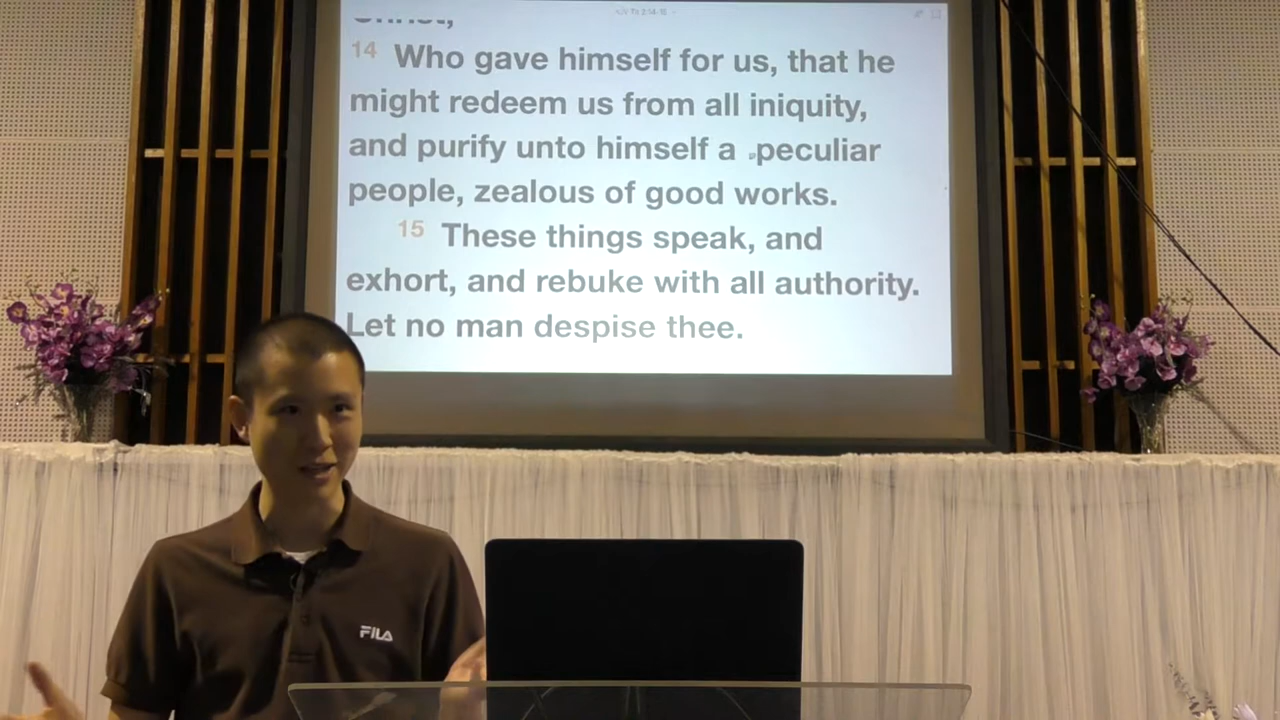 14 Who gave himself for us, that he
might redeem us from all iniquity,
and purify unto himself a peculiar
people, zealous of good works.
15 These things speak, and
exhort, and rebuke with all authority.
Let no man despise thee.
FILA